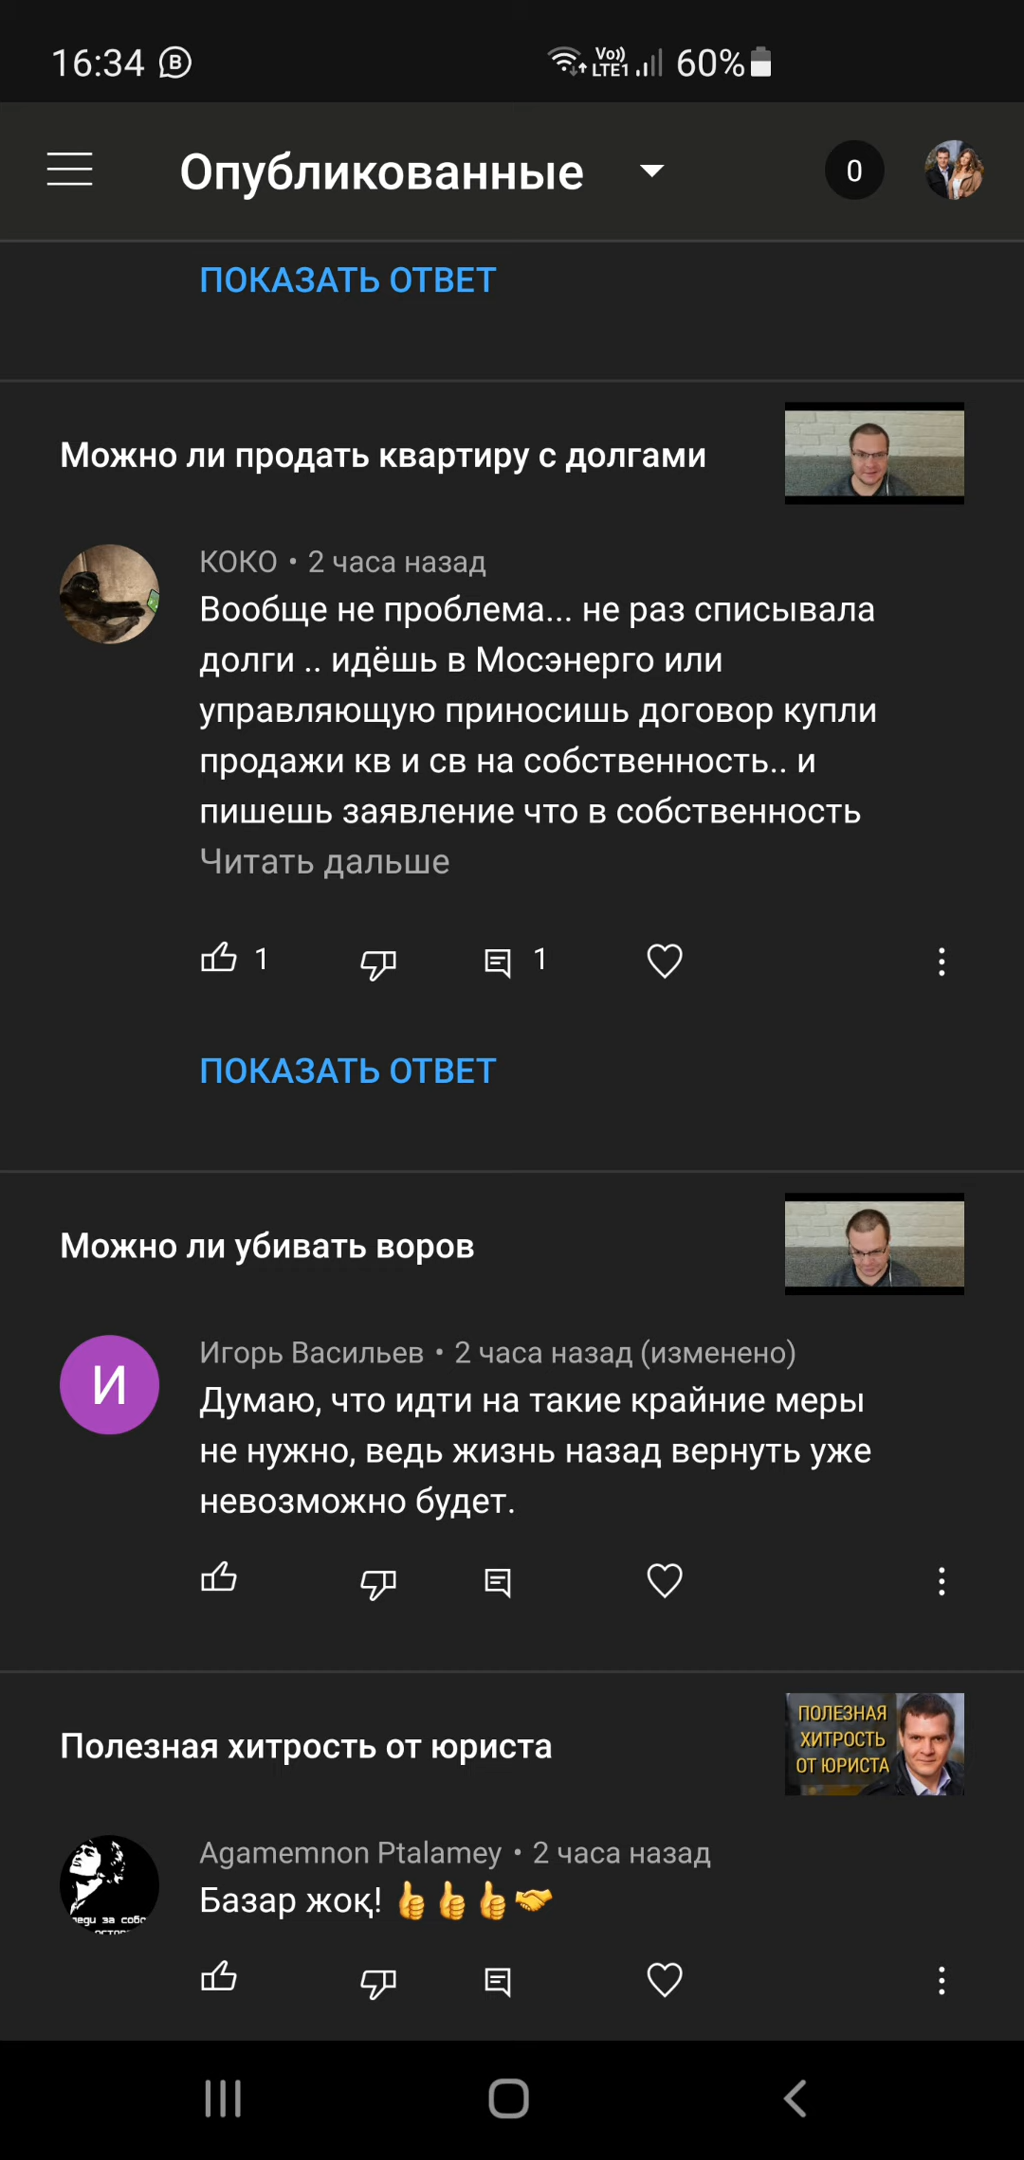 16:34
Vo)) LTE1 60%
Опубликованные
0
ПОКАЗАТЬ ОТВЕТ
Можно ли продать квартиру с долгами
КОКО • 2 часа назад
Вообще не проблема... не раз списывала
долги .. идёшь в Мосэнерго или
управляющую приносишь договор купли
продажи кв и св на собственность.. и
пишешь заявление что в собственность
Читать дальше
1
1
ПОКАЗАТЬ ОТВЕТ
Можно ли убивать воров
И
Игорь Васильев • 2 часа назад (изменено)
Думаю, что идти на такие крайние меры
не нужно, ведь жизнь назад вернуть уже
невозможно будет.
Полезная хитрость от юриста
ПОЛЕЗНАЯ
ХИТРОСТЬ
ОТ ЮРИСТА
Agamemnon Ptalamey • 2 часа назад
Базар жоқ! 👍👍👍🤝
за собо